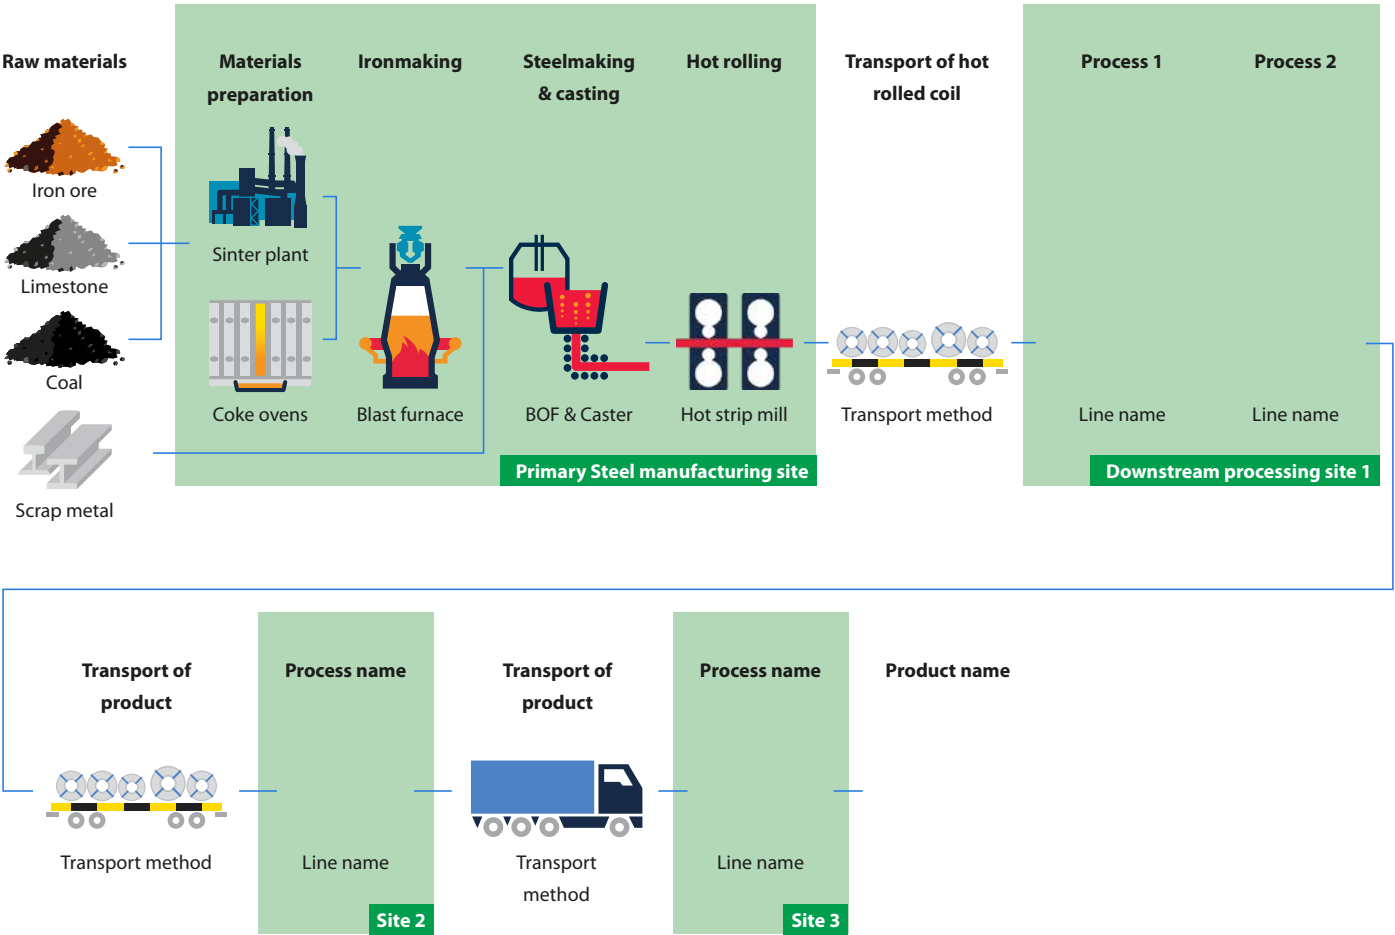 Raw materials
Materials
preparation
Ironmaking
Steelmaking
& casting
Hot rolling
Transport of hot
rolled coil
Process 1
Process 2
Iron ore
Limestone
Coal
Scrap metal
Sinter plant
Coke ovens
Blast furnace
BOF & Caster
Hot strip mill
Transport method
Line name
Line name
Primary Steel manufacturing site
Downstream processing site 1
Transport of
product
Process name
Transport of
product
Process name
Product name
Transport method
Line name
Transport
method
Line name
Site 2
Site 3